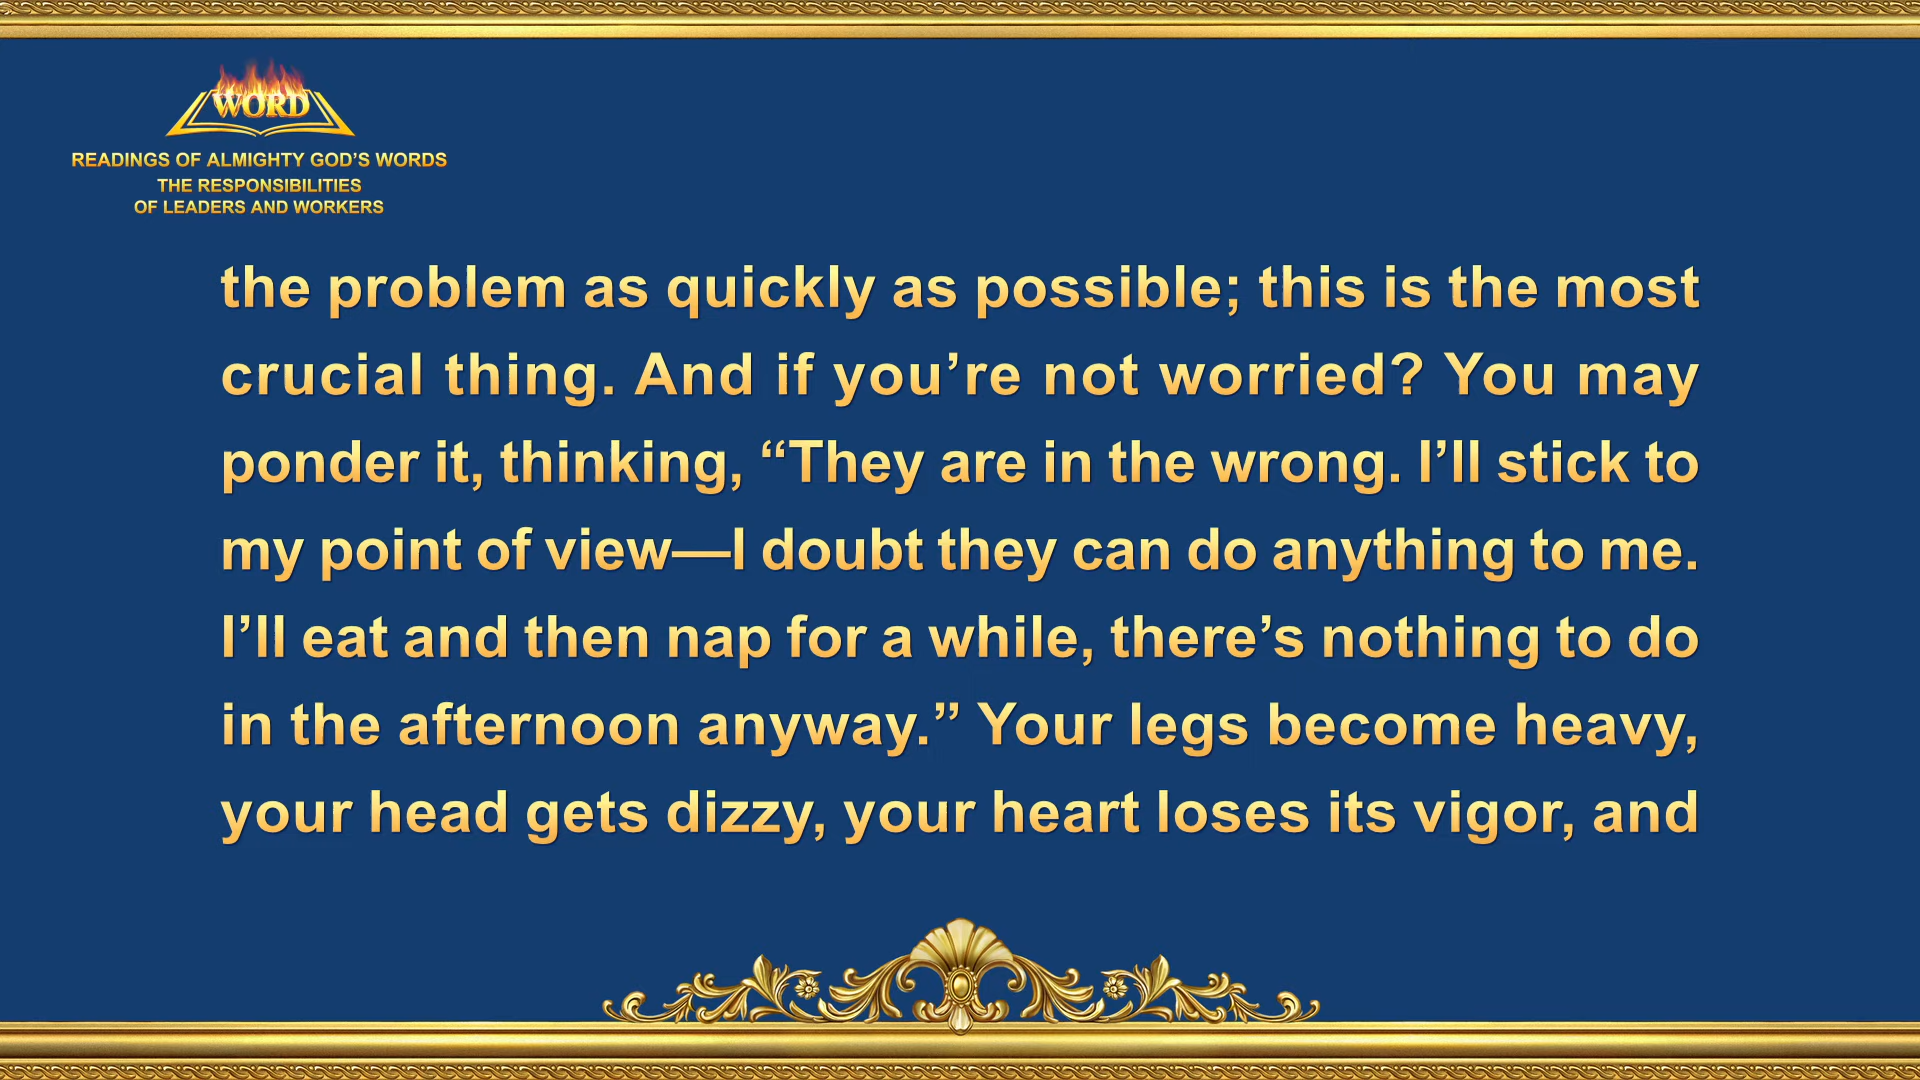 WORD
READINGS OF ALMIGHTY GOD’S WORDS
THE RESPONSIBILITIES
OF LEADERS AND WORKERS
the problem as quickly as possible; this is the most
crucial thing. And if you’re not worried? You may
ponder it, thinking, “They are in the wrong. I’ll stick to
my point of view—I doubt they can do anything to me.
I’ll eat and then nap for a while, there’s nothing to do
in the afternoon anyway.” Your legs become heavy,
your head gets dizzy, your heart loses its vigor, and